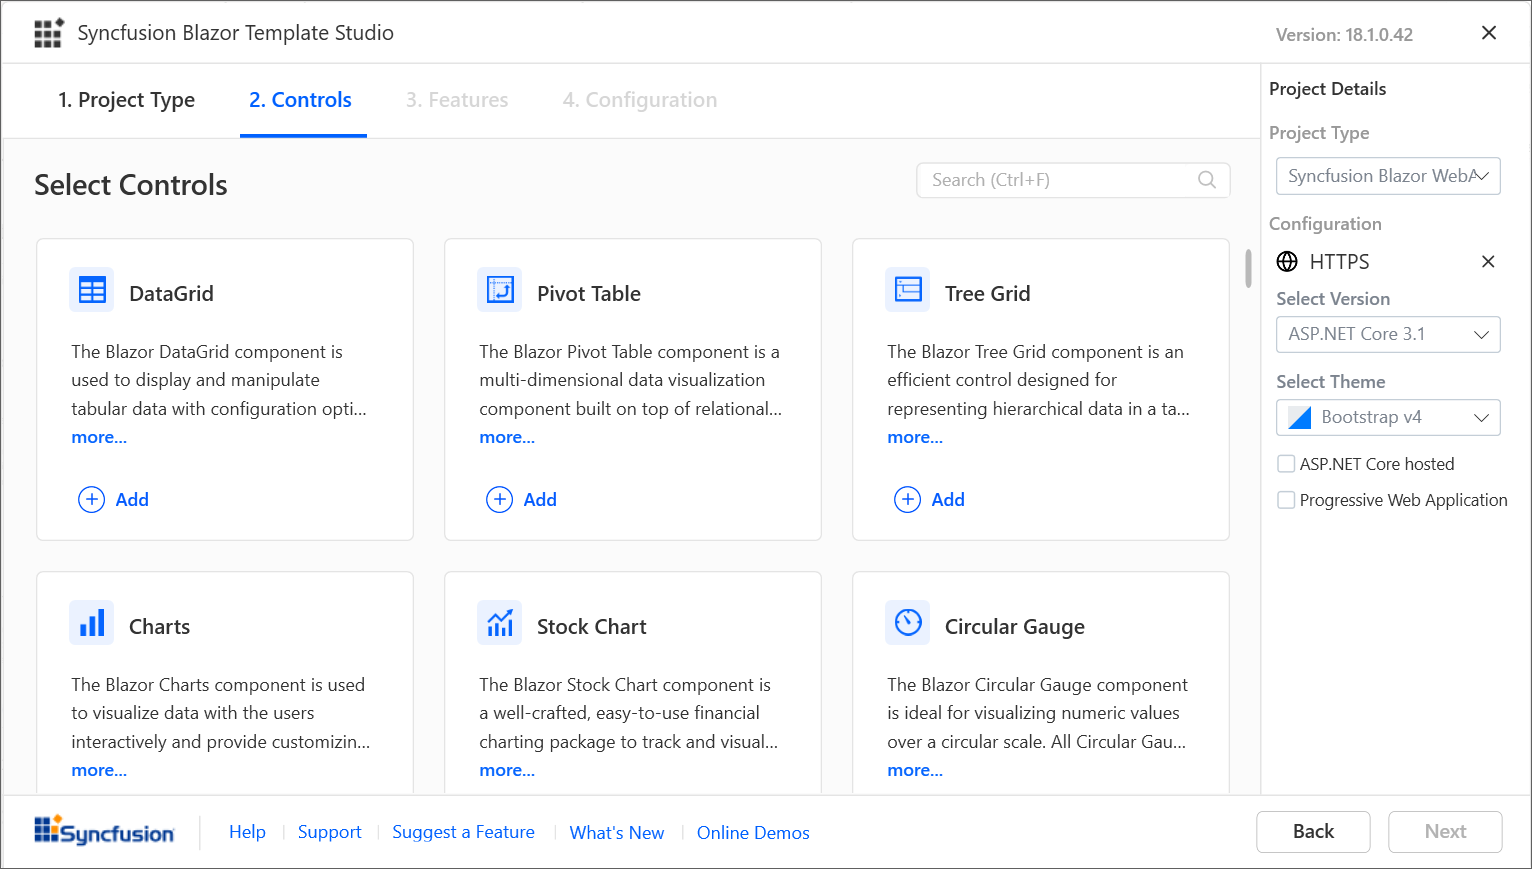 Syncfusion Blazor Template Studio
Version: 18.1.0.42
1. Project Type
2. Controls
3. Features
4. Configuration
Select Controls
Search (Ctrl+F)
DataGrid
The Blazor DataGrid component is
used to display and manipulate
tabular data with configuration opti...
more...
Add
Pivot Table
The Blazor Pivot Table component is a
multi-dimensional data visualization
component built on top of relational...
more...
Add
Tree Grid
The Blazor Tree Grid component is an
efficient control designed for
representing hierarchical data in a ta...
more...
Add
Charts
The Blazor Charts component is used
to visualize data with the users
interactively and provide customizin...
more...
Stock Chart
The Blazor Stock Chart component is
a well-crafted, easy-to-use financial
charting package to track and visual...
more...
Circular Gauge
The Blazor Circular Gauge component
is ideal for visualizing numeric values
over a circular scale. All Circular Gau...
more...
Project Details
Project Type
Syncfusion Blazor WebA
Configuration
HTTPS
Select Version
ASP.NET Core 3.1
Select Theme
Bootstrap v4
ASP.NET Core hosted
Progressive Web Application
Syncfusion
Help
Support
Suggest a Feature
What's New
Online Demos
Back
Next